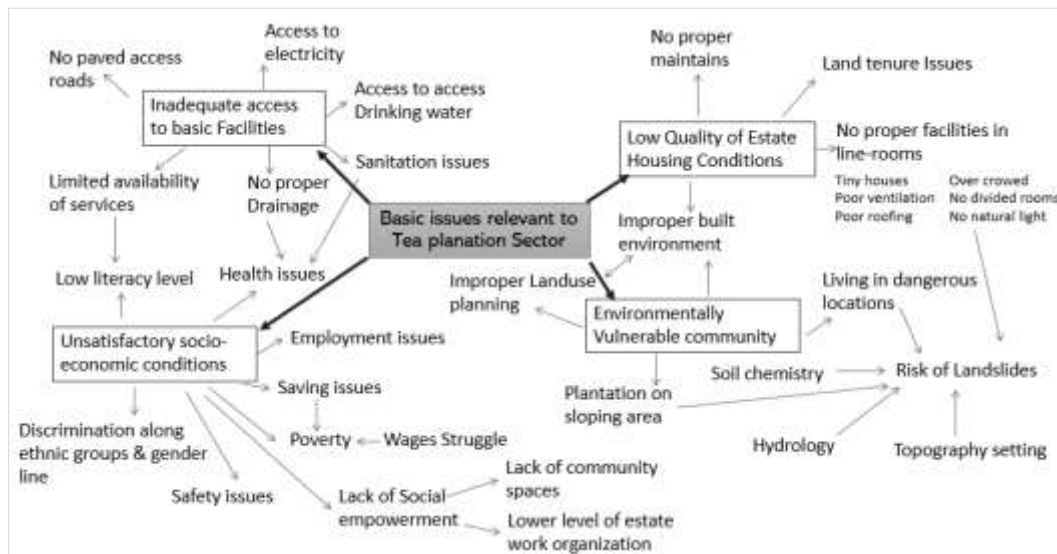 Access to
electricity
No paved access
roads
Inadequate access
to basic Facilities
Access to access
Drinking water
Sanitation issues
Limited availability
of services
No proper
Drainage
Low literacy level
Health issues
No proper
maintains
Land tenure Issues
Low Quality of Estate
Housing Conditions
No proper facilities in
line-rooms
Tiny houses
Poor ventilation
Poor roofing
Over crowed
No divided rooms
No natural light
Basic issues relevant to
Tea planation Sector
Improper built
environment
Improper Landuse
planning
Environmentally
Vulnerable community
Living in dangerous
locations
Unsatisfactory socio-
economic conditions
Employment issues
Saving issues
Poverty
Wages Struggle
Discrimination along
ethnic groups & gender
line
Safety issues
Lack of Social
empowerment
Lack of community
spaces
Lower level of estate
work organization
Soil chemistry
Risk of Landslides
Plantation on
sloping area
Hydrology
Topography setting